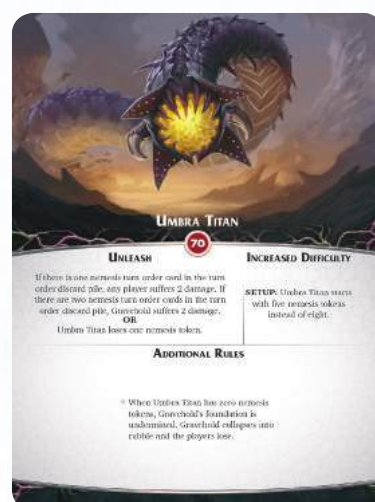 UMBRA TITAN
70
UNLEASH
If there is one nemesis turn order card in the turn
order discard pile, any player suffers 2 damage. If
there are two nemesis turn order cards in the turn
order discard pile, Gravehold suffers 2 damage.
OR
Umbra Titan loses one nemesis token.
INCREASED DIFFICULTY
SETUP: Umbra Titan starts
with five nemesis tokens
instead of eight.
ADDITIONAL RULES
* When Umbra Titan has zero nemesis
tokens, Gravehold's foundation is
undermined. Gravehold collapses into
rubble and the players lose.